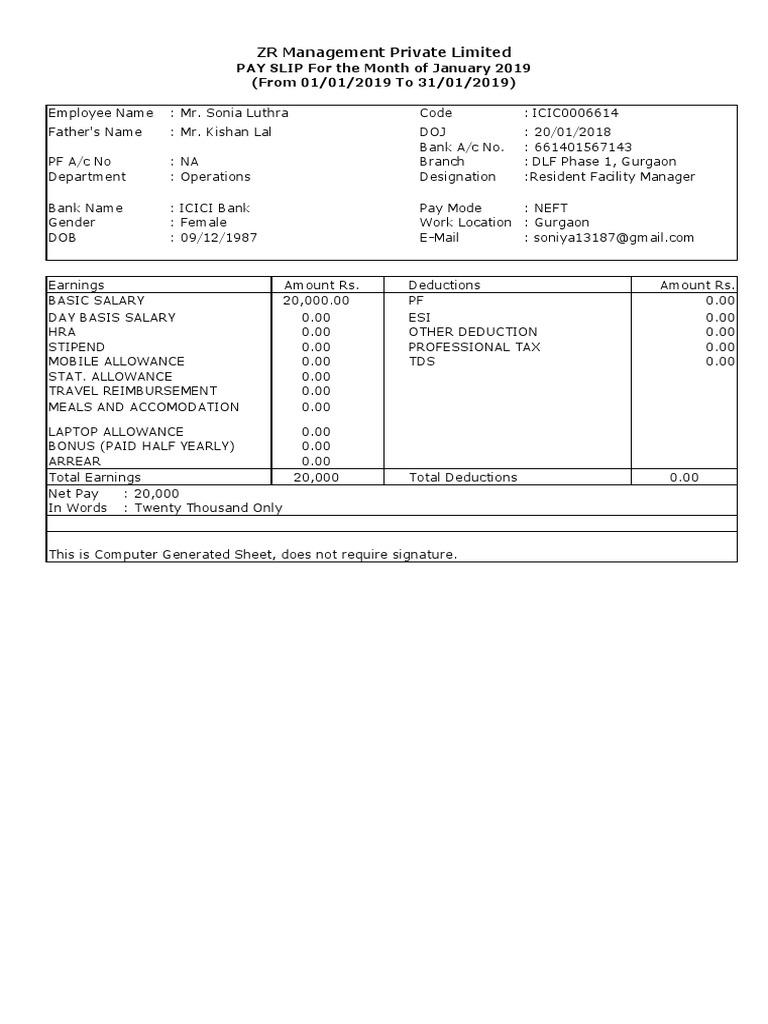 ZR Management Private Limited
PAY SLIP For the Month of January 2019
(From 01/01/2019 To 31/01/2019)
Employee Name : Mr. Sonia Luthra Code : ICIC0006614
Father's Name : Mr. Kishan Lal DOJ : 20/01/2018
Bank A/c No. : 661401567143
PF A/c No : NA Branch : DLF Phase 1, Gurgaon
Department : Operations Designation :Resident Facility Manager
Bank Name : ICICI Bank Pay Mode : NEFT
Gender : Female Work Location : Gurgaon
DOB : 09/12/1987 E-Mail : soniya13187@gmail.com
Earnings Amount Rs. Deductions Amount Rs.
BASIC SALARY 20,000.00 PF 0.00
DAY BASIS SALARY 0.00 ESI 0.00
HRA 0.00 OTHER DEDUCTION 0.00
STIPEND 0.00 PROFESSIONAL TAX 0.00
MOBILE ALLOWANCE 0.00 TDS 0.00
STAT. ALLOWANCE 0.00
TRAVEL REIMBURSEMENT 0.00
MEALS AND ACCOMODATION 0.00
LAPTOP ALLOWANCE 0.00
BONUS (PAID HALF YEARLY) 0.00
ARREAR 0.00
Total Earnings 20,000 Total Deductions 0.00
Net Pay : 20,000
In Words : Twenty Thousand Only
This is Computer Generated Sheet, does not require signature.